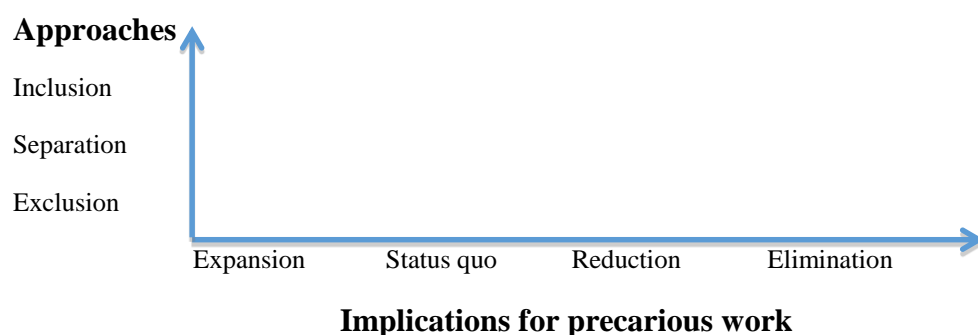 Approaches
Inclusion
Separation
Exclusion
Expansion Status quo Reduction Elimination
Implications for precarious work